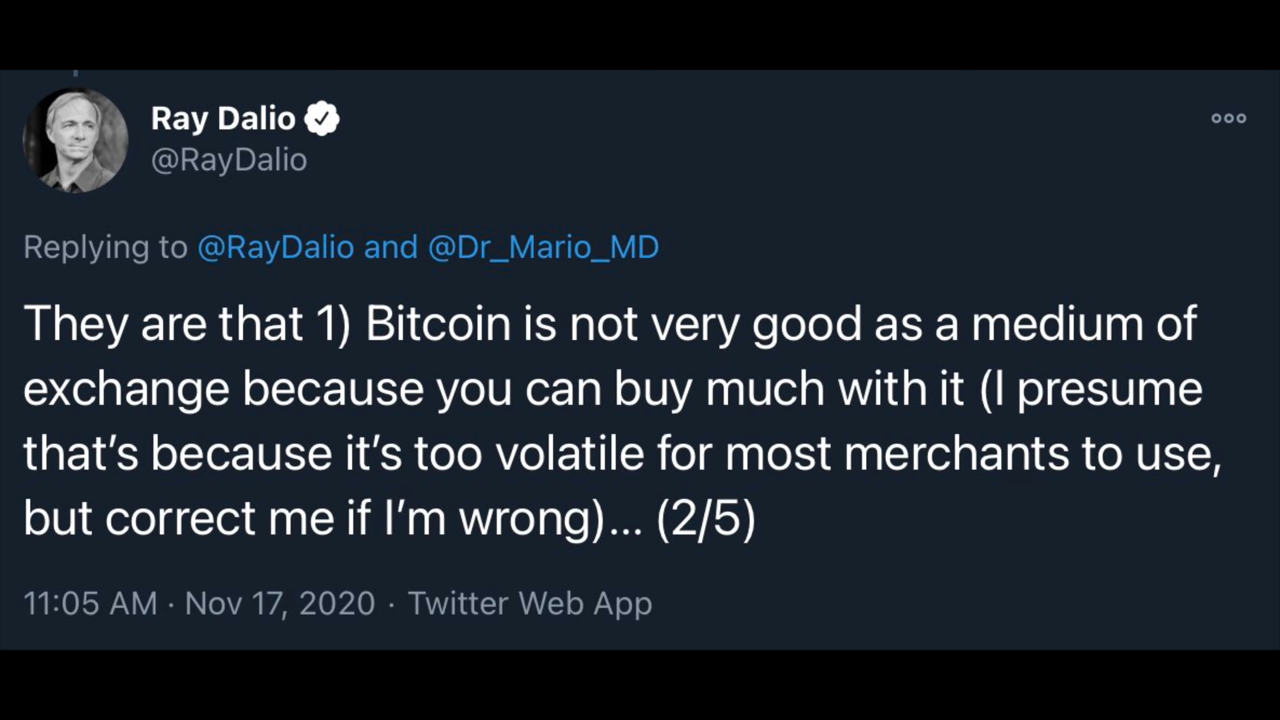 Ray Dalio
@RayDalio
Replying to @RayDalio and @Dr_Mario_MD
They are that 1) Bitcoin is not very good as a medium of
exchange because you can buy much with it (I presume
that’s because it’s too volatile for most merchants to use,
but correct me if I’m wrong)... (2/5)
11:05 AM · Nov 17, 2020 · Twitter Web App